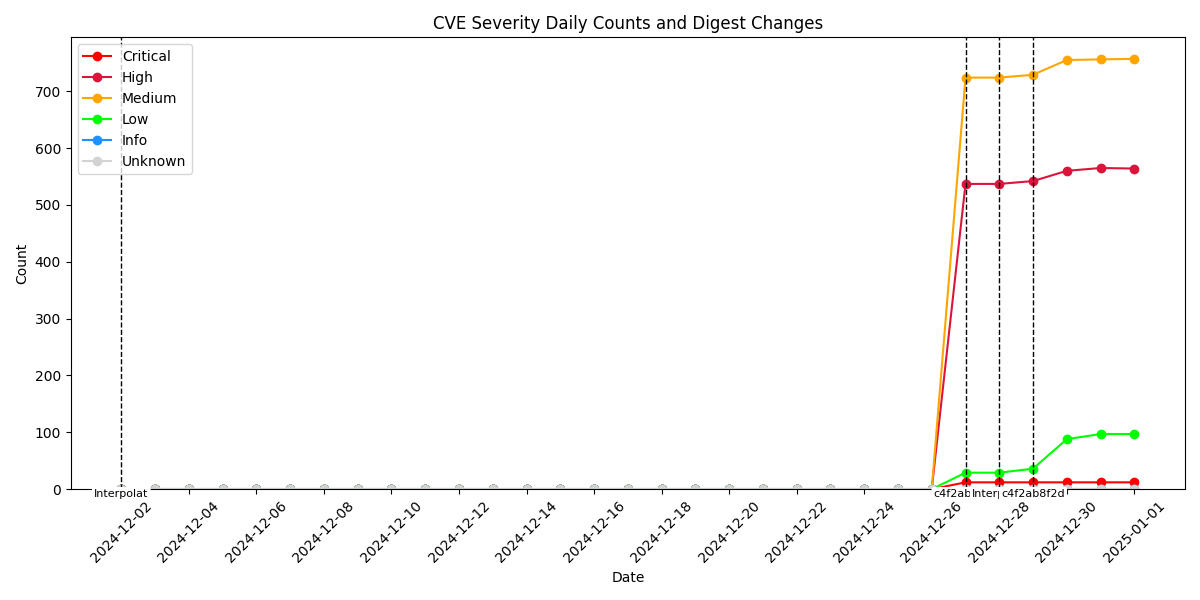 CVE Severity Daily Counts and Digest Changes
Critical
High
Medium
Low
Info
Unknown
Count
700
600
500
400
300
200
100
0
Interpolat
c4f2ab
Inter
c4f2ab8f2d
2024-12-02
2024-12-04
2024-12-06
2024-12-08
2024-12-10
2024-12-12
2024-12-14
2024-12-16
2024-12-18
2024-12-20
2024-12-22
2024-12-24
2024-12-26
2024-12-28
2024-12-30
2025-01-01
Date